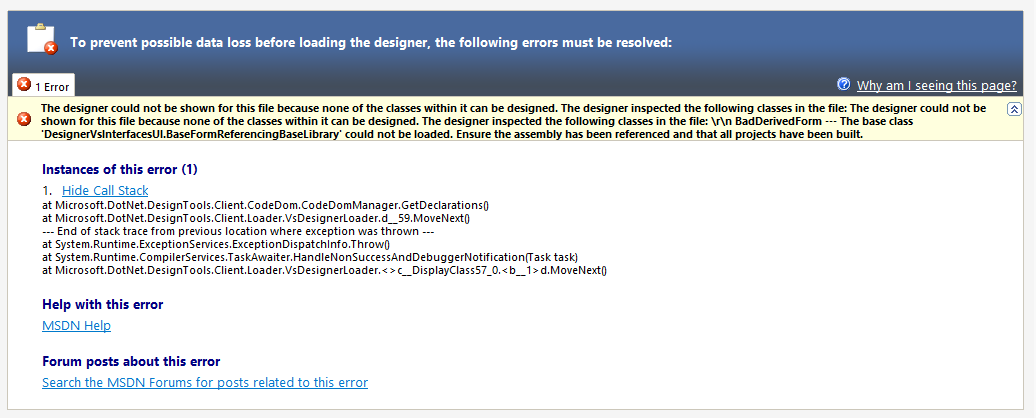 To prevent possible data loss before loading the designer, the following errors must be resolved:
1 Error
Why am I seeing this page?
The designer could not be shown for this file because none of the classes within it can be designed. The designer inspected the following classes in the file: The designer could not be
shown for this file because none of the classes within it can be designed. The designer inspected the following classes in the file: \r\n BadDerivedForm --- The base class
'DesignerVsInterfacesUI.BaseFormReferencingBaseLibrary' could not be loaded. Ensure the assembly has been referenced and that all projects have been built.
Instances of this error (1)
1. Hide Call Stack
at Microsoft.DotNet.DesignTools.Client.CodeDom.CodeDomManager.GetDeclarations()
at Microsoft.DotNet.DesignTools.Client.Loader.VsDesignerLoader.d__59.MoveNext()
--- End of stack trace from previous location where exception was thrown ---
at System.Runtime.ExceptionServices.ExceptionDispatchInfo.Throw()
at System.Runtime.CompilerServices.TaskAwaiter.HandleNonSuccessAndDebuggerNotification(Task task)
at Microsoft.DotNet.DesignTools.Client.Loader.VsDesignerLoader.<>c__DisplayClass57_0.<b__1>d.MoveNext()
Help with this error
MSDN Help
Forum posts about this error
Search the MSDN Forums for posts related to this error